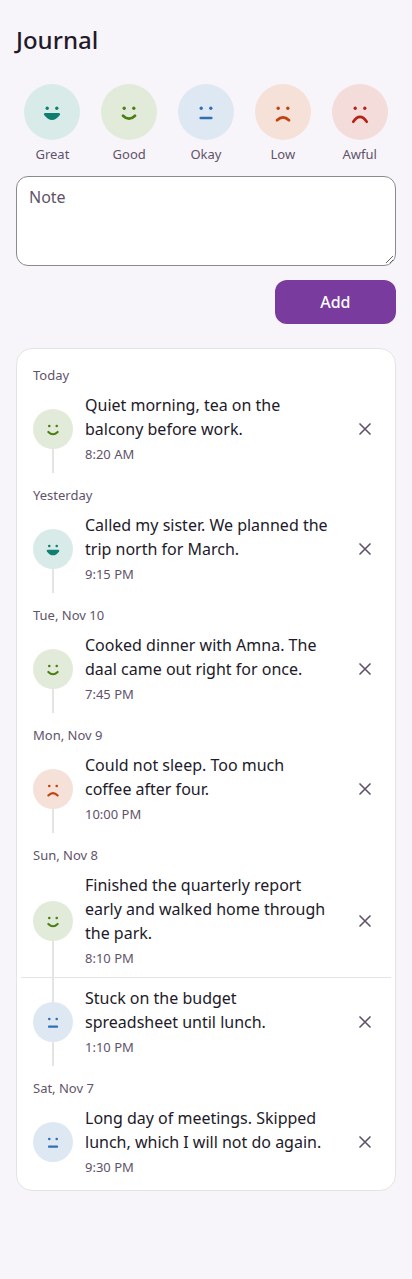 Journal
Great
Good
Okay
Low
Awful
Note
Add
Today
Quiet morning, tea on the
balcony before work.
8:20 AM
Yesterday
Called my sister. We planned the
trip north for March.
9:15 PM
Tue, Nov 10
Cooked dinner with Amna. The
daal came out right for once.
7:45 PM
Mon, Nov 9
Could not sleep. Too much
coffee after four.
10:00 PM
Sun, Nov 8
Finished the quarterly report
early and walked home through
the park.
8:10 PM
Stuck on the budget
spreadsheet until lunch.
1:10 PM
Sat, Nov 7
Long day of meetings. Skipped
lunch, which I will not do again.
9:30 PM